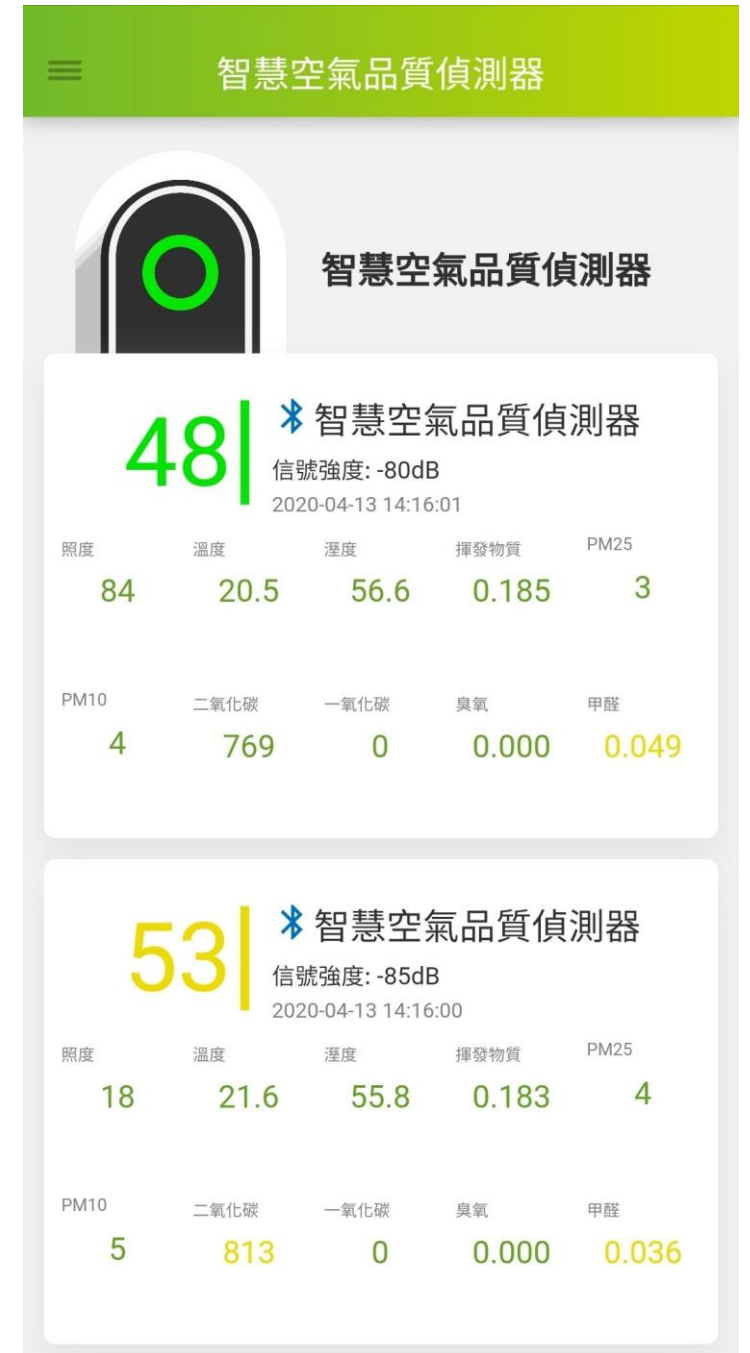 智慧空氣品質偵測器
智慧空氣品質偵測器
48
智慧空氣品質偵測器
信號強度: -80dB
2020-04-13 14:16:01
照度 溫度 溼度 揮發物質 PM25
84 20.5 56.6 0.185 3
PM10 二氧化碳 一氧化碳 臭氧 甲醛
4 769 0 0.000 0.049
53
智慧空氣品質偵測器
信號強度: -85dB
2020-04-13 14:16:00
照度 溫度 溼度 揮發物質 PM25
18 21.6 55.8 0.183 4
PM10 二氧化碳 一氧化碳 臭氧 甲醛
5 813 0 0.000 0.036